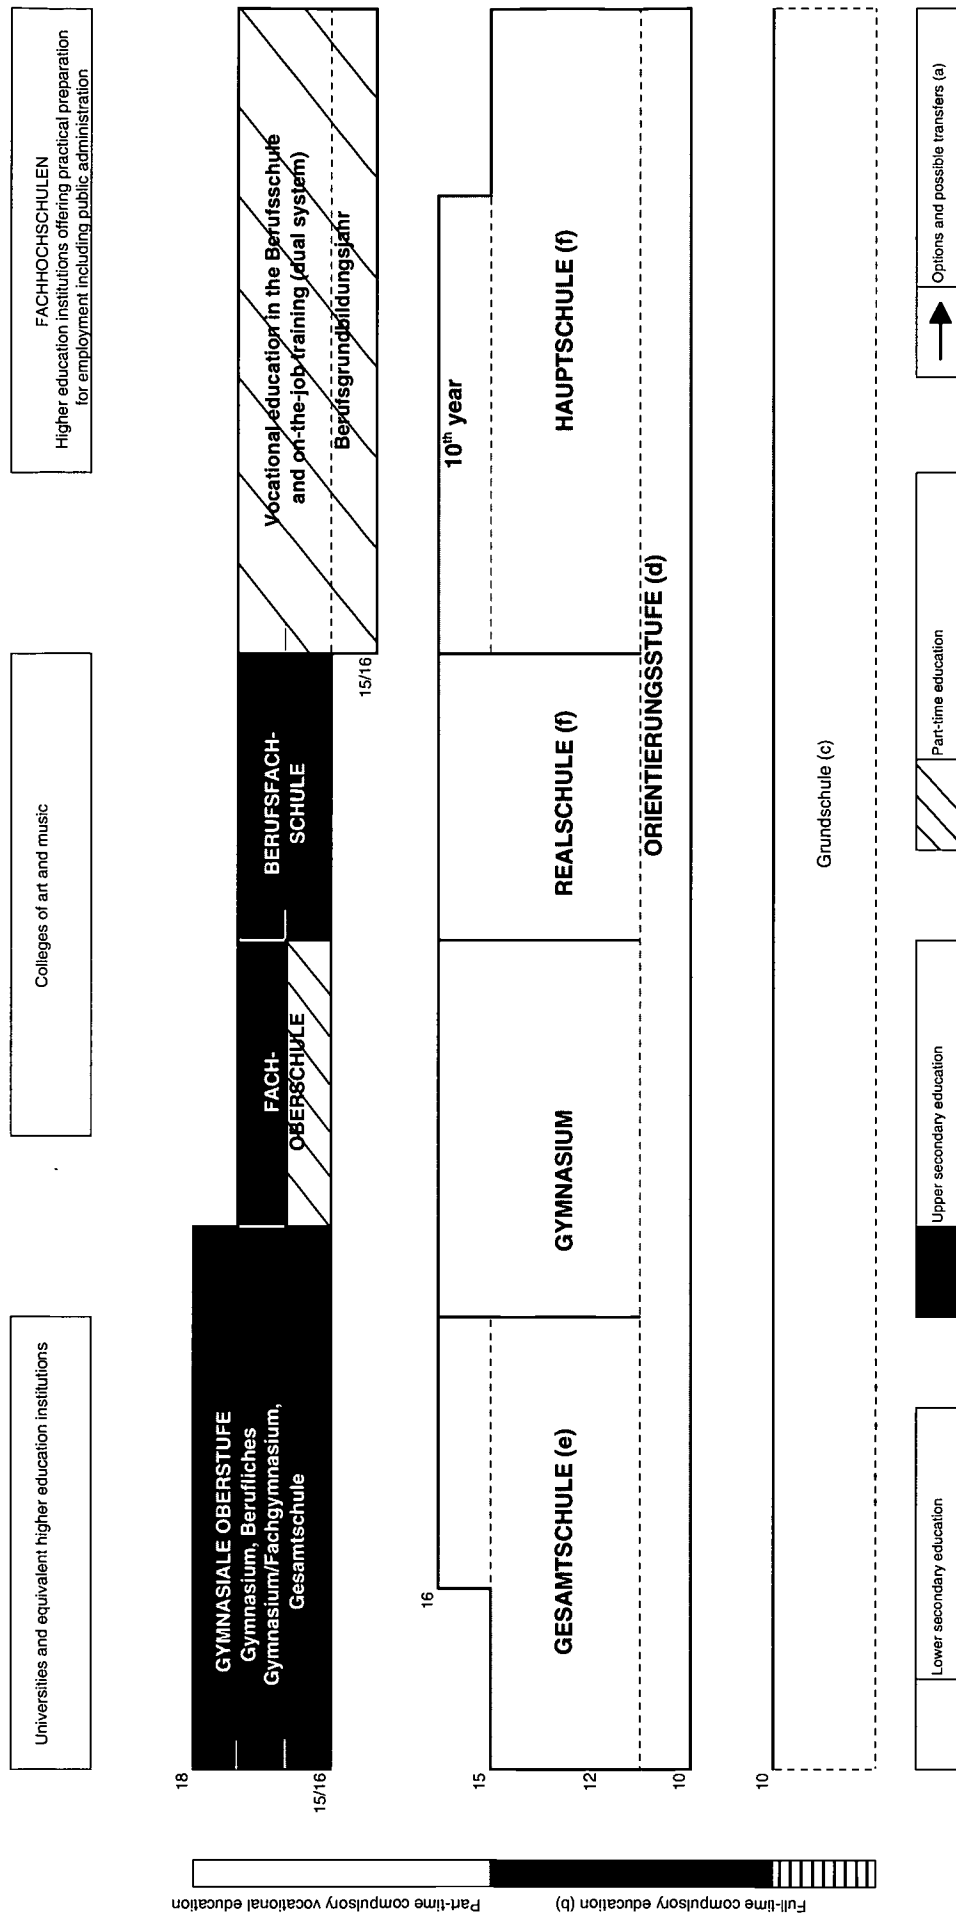 Universities and equivalent higher education institutions
Colleges of art and music
FACHHOCHSCHULEN
Higher education institutions offering practical preparation
for employment including public administration
18
GYMNASIALE OBERSTUFE
Gymnasium, Berufliches
Gymnasium/Fachgymnasium,
Gesamtschule
15/16
FACH-
OBERSCHULE
BERUFSFACH-
SCHULE
15/16
Vocational education in the Berufsschule
and on-the-job training (dual system)
Berufsgrundbildungsjahr
16
10th year
15
GESAMTSCHULE (e)
GYMNASIUM
REALSCHULE (f)
HAUPTSCHULE (f)
12
ORIENTIERUNGSSTUFE (d)
10
10
Grundschule (c)
Part-time compulsory vocational education
Full-time compulsory education (b)
Lower secondary education
Upper secondary education
Part-time education
Options and possible transfers (a)